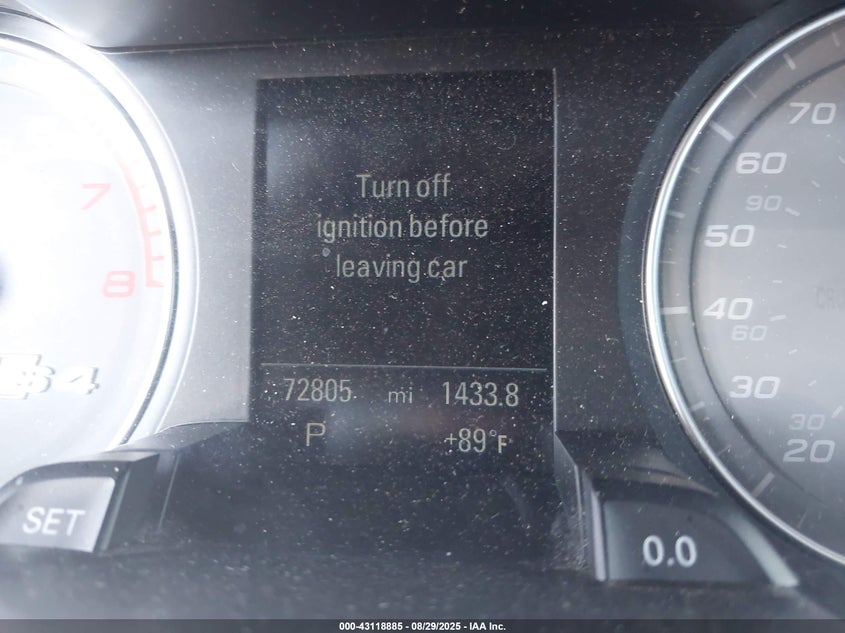 Turn off
ignition before
leaving car
72805 mi 1433.8
P +89°F
7
8
S4
SET
70
60
90
50
40
60
30
30
20
0.0
000-43118885 - 08/29/2025 - IAA Inc.